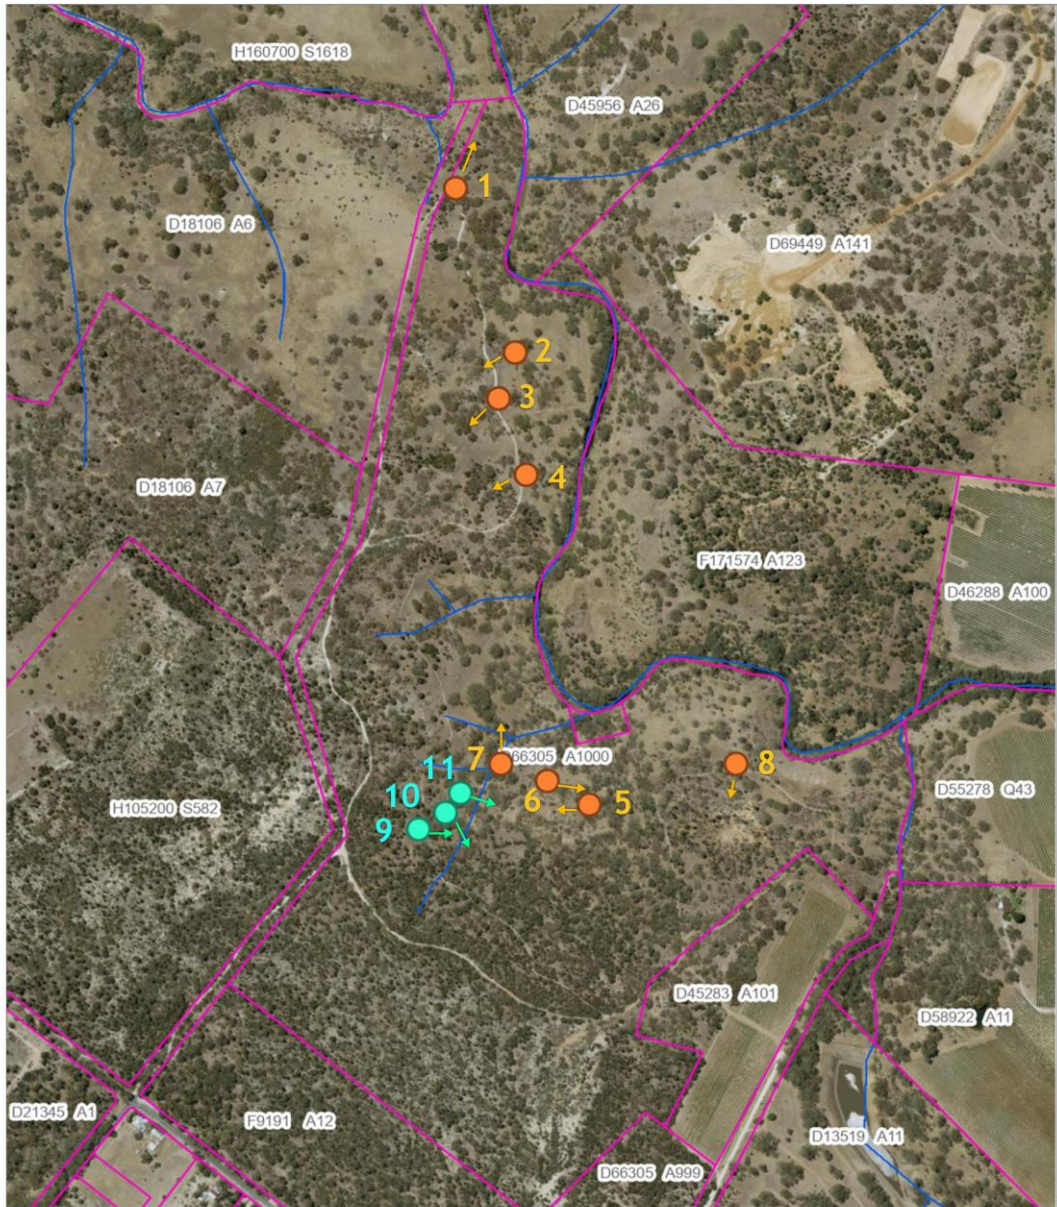 H160700 S1618
D45956 A26
1
D18106 A6
D69449 A141
2
3
4
D18106 A7
F171574 A123
D46288 A100
7
66305 A1000
8
11
6
5
10
9
H105200 S582
D55278 Q43
D45283 A101
D58922 A11
D21345 A1
F9191 A12
D13519 A11
D66305 A999